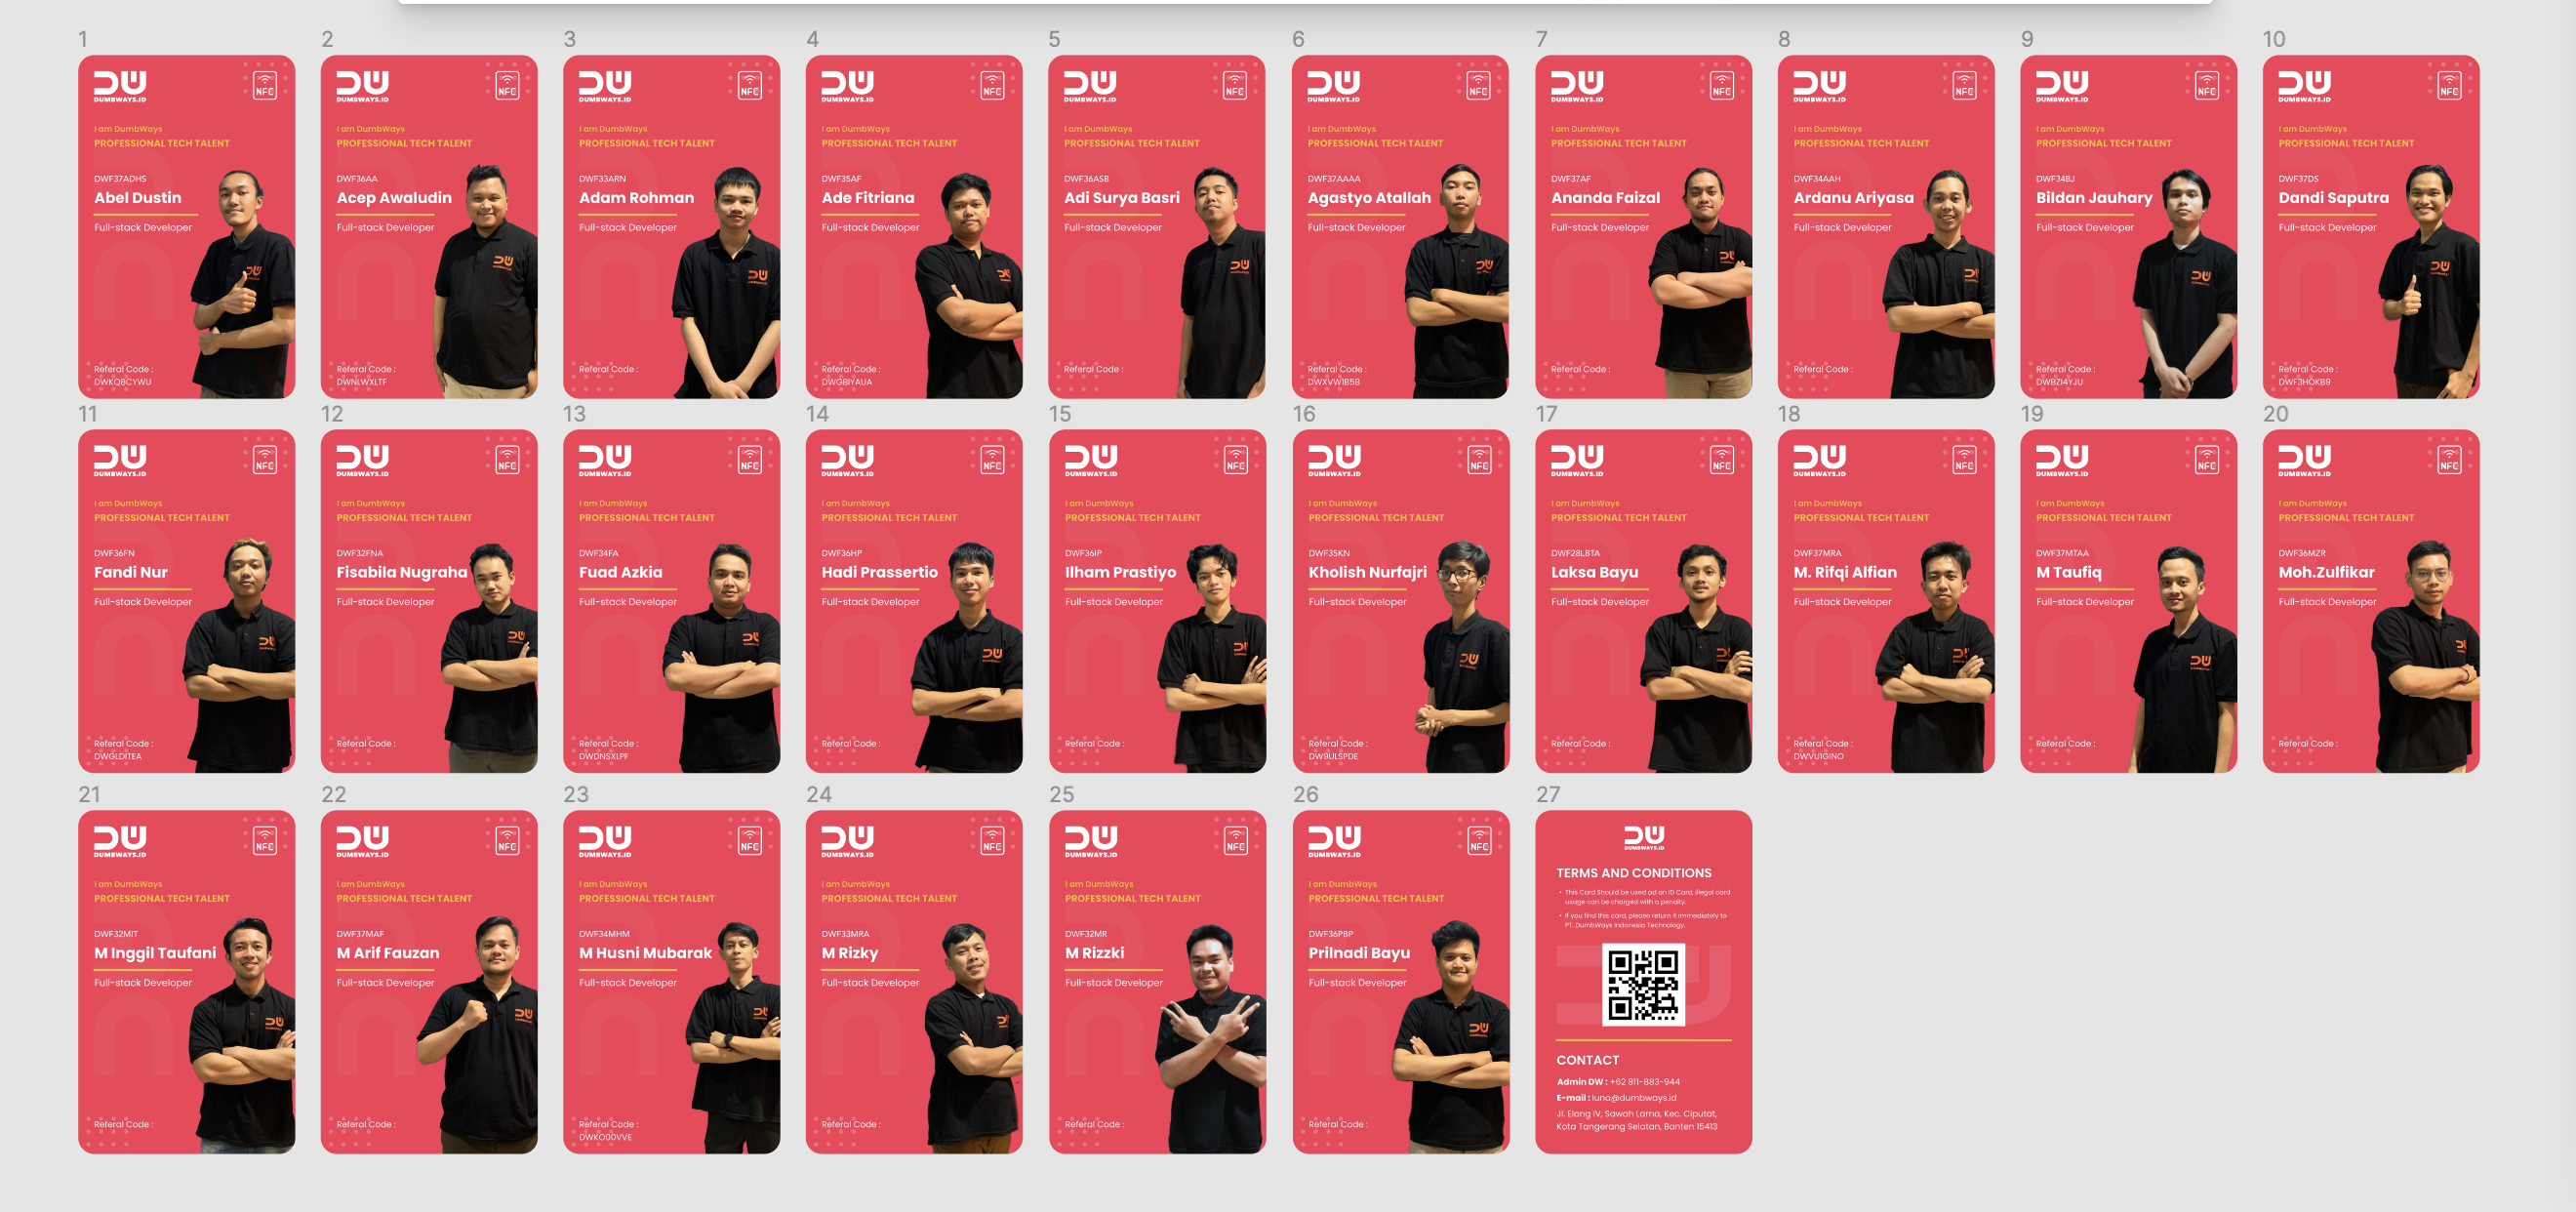 1
DUMBWAYS.ID
NFC
I am DumbWays
PROFESSIONAL TECH TALENT
DWF37ADHS
Abel Dustin
Full-stack Developer
Referal Code :
DWKQBCYWU
2
DUMBWAYS.ID
NFC
I am DumbWays
PROFESSIONAL TECH TALENT
DWF36AA
Acep Awaludin
Full-stack Developer
Referal Code :
DWNLWXLTF
3
DUMBWAYS.ID
NFC
I am DumbWays
PROFESSIONAL TECH TALENT
DWF33ARN
Adam Rohman
Full-stack Developer
Referal Code :
4
DUMBWAYS.ID
NFC
I am DumbWays
PROFESSIONAL TECH TALENT
DWF35AF
Ade Fitriana
Full-stack Developer
Referal Code :
DWGBIYAUA
5
DUMBWAYS.ID
NFC
I am DumbWays
PROFESSIONAL TECH TALENT
DWF36ASB
Adi Surya Basri
Full-stack Developer
Referal Code :
6
DUMBWAYS.ID
NFC
I am DumbWays
PROFESSIONAL TECH TALENT
DWF37AAAA
Agastyo Atallah
Full-stack Developer
Referal Code :
DWXVW1B5B
7
DUMBWAYS.ID
NFC
I am DumbWays
PROFESSIONAL TECH TALENT
DWF37AF
Ananda Faizal
Full-stack Developer
Referal Code :
8
DUMBWAYS.ID
NFC
I am DumbWays
PROFESSIONAL TECH TALENT
DWF34AAH
Ardanu Ariyasa
Full-stack Developer
Referal Code :
9
DUMBWAYS.ID
NFC
I am DumbWays
PROFESSIONAL TECH TALENT
DWF34BJ
Bildan Jauhary
Full-stack Developer
Referal Code :
DWBZI4YJU
10
DUMBWAYS.ID
NFC
I am DumbWays
PROFESSIONAL TECH TALENT
DWF37DS
Dandi Saputra
Full-stack Developer
Referal Code :
DWF3HOKB9
11
DUMBWAYS.ID
NFC
I am DumbWays
PROFESSIONAL TECH TALENT
DWF36FN
Fandi Nur
Full-stack Developer
Referal Code :
DWGLDITEA
12
DUMBWAYS.ID
NFC
I am DumbWays
PROFESSIONAL TECH TALENT
DWF32FNA
Fisabila Nugraha
Full-stack Developer
Referal Code :
13
DUMBWAYS.ID
NFC
I am DumbWays
PROFESSIONAL TECH TALENT
DWF34FA
Fuad Azkia
Full-stack Developer
Referal Code :
DWDNSXLPF
14
DUMBWAYS.ID
NFC
I am DumbWays
PROFESSIONAL TECH TALENT
DWF36HP
Hadi Prassertio
Full-stack Developer
Referal Code :
15
DUMBWAYS.ID
NFC
I am DumbWays
PROFESSIONAL TECH TALENT
DWF36IP
Ilham Prastiyo
Full-stack Developer
Referal Code :
16
DUMBWAYS.ID
NFC
I am DumbWays
PROFESSIONAL TECH TALENT
DWF35KN
Kholish Nurfajri
Full-stack Developer
Referal Code :
DW9UL5PDE
17
DUMBWAYS.ID
NFC
I am DumbWays
PROFESSIONAL TECH TALENT
DWF28LBTA
Laksa Bayu
Full-stack Developer
Referal Code :
18
DUMBWAYS.ID
NFC
I am DumbWays
PROFESSIONAL TECH TALENT
DWF37MRA
M. Rifqi Alfian
Full-stack Developer
Referal Code :
DWVU1GINO
19
DUMBWAYS.ID
NFC
I am DumbWays
PROFESSIONAL TECH TALENT
DWF37MTAA
M Taufiq
Full-stack Developer
Referal Code :
20
DUMBWAYS.ID
NFC
I am DumbWays
PROFESSIONAL TECH TALENT
DWF36MZR
Moh.Zulfikar
Full-stack Developer
Referal Code :
21
DUMBWAYS.ID
NFC
I am DumbWays
PROFESSIONAL TECH TALENT
DWF32MIT
M Inggil Taufani
Full-stack Developer
Referal Code :
22
DUMBWAYS.ID
NFC
I am DumbWays
PROFESSIONAL TECH TALENT
DWF37MAF
M Arif Fauzan
Full-stack Developer
Referal Code :
23
DUMBWAYS.ID
NFC
I am DumbWays
PROFESSIONAL TECH TALENT
DWF34MHM
M Husni Mubarak
Full-stack Developer
Referal Code :
DWKO00VVE
24
DUMBWAYS.ID
NFC
I am DumbWays
PROFESSIONAL TECH TALENT
DWF33MRA
M Rizky
Full-stack Developer
Referal Code :
25
DUMBWAYS.ID
NFC
I am DumbWays
PROFESSIONAL TECH TALENT
DWF32MR
M Rizzki
Full-stack Developer
Referal Code :
26
DUMBWAYS.ID
NFC
I am DumbWays
PROFESSIONAL TECH TALENT
DWF36PBP
Prilnadi Bayu
Full-stack Developer
Referal Code :
27
DUMBWAYS.ID
TERMS AND CONDITIONS
• This Card Should be used ad an ID Card, illegal card
usage can be charged with a penalty.
• If you find this card, please return it immediately to
PT. DumbWays Indonesia Technology.
CONTACT
Admin DW : +62 811-883-944
E-mail : luna@dumbways.id
Jl. Elang IV, Sawah Lama, Kec. Ciputat,
Kota Tangerang Selatan, Banten 15413